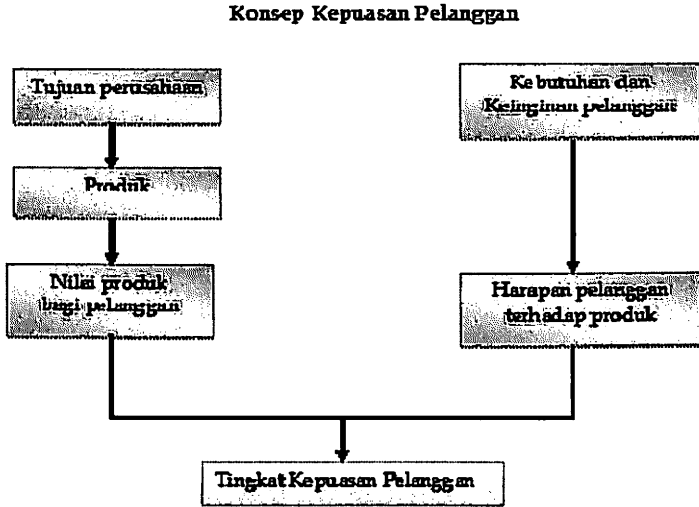 Konsep Kepuasan Pelanggan
Tujuan perusahaan
Produk
Nilai produk
bagi pelanggan
Kebutuhan dan
Keinginan pelanggan
Harapan pelanggan
terhadap produk
Tingkat Kepuasan Pelanggan